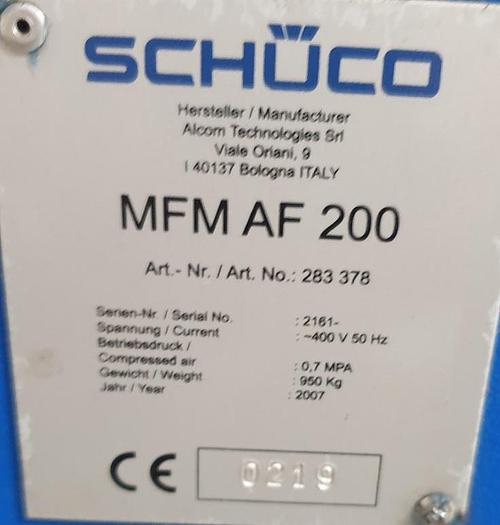 SCHÜCO
Hersteller / Manufacturer
Alcom Technologies Srl
Viale Oriani, 9
I 40137 Bologna ITALY
MFM AF 200
Art.- Nr. / Art. No.: 283 378
Serien-Nr. / Serial No. : 2161-
Spannung / Current : ~400 V 50 Hz
Betriebsdruck /
Compressed air : 0,7 MPA
Gewicht / Weight : 950 Kg
Jahr / Year : 2007
CE 0219